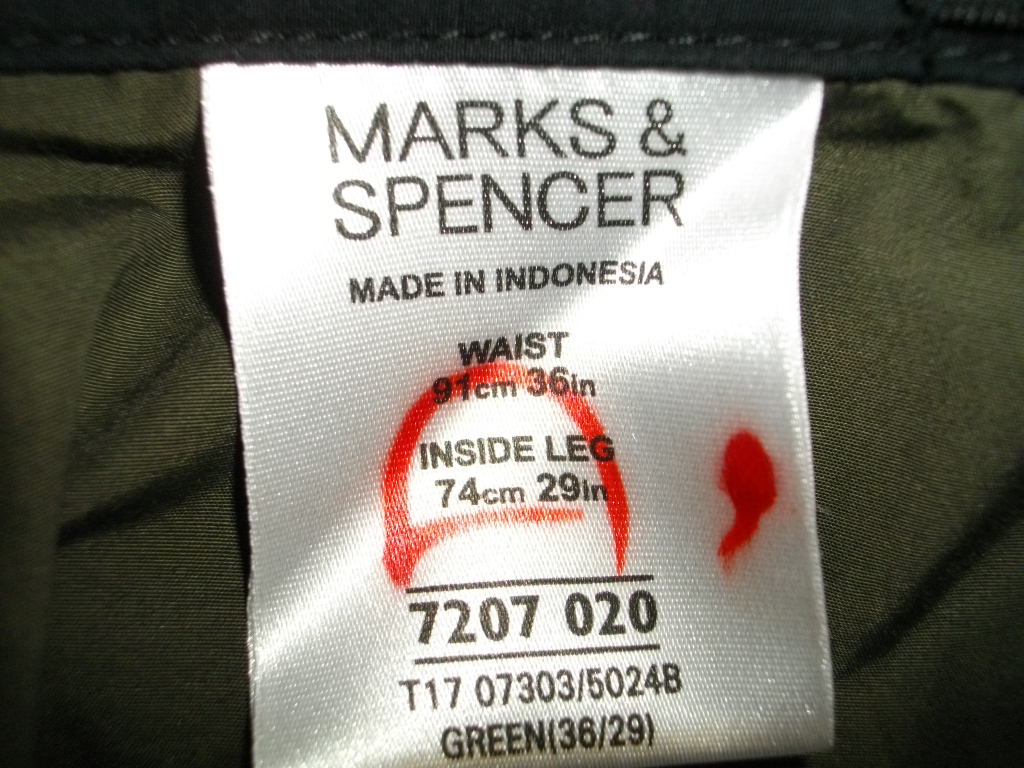 MARKS &
SPENCER
MADE IN INDONESIA
WAIST
91cm 36in
INSIDE LEG
74cm 29in
7207 020
T17 07303/5024B
GREEN(36/29)